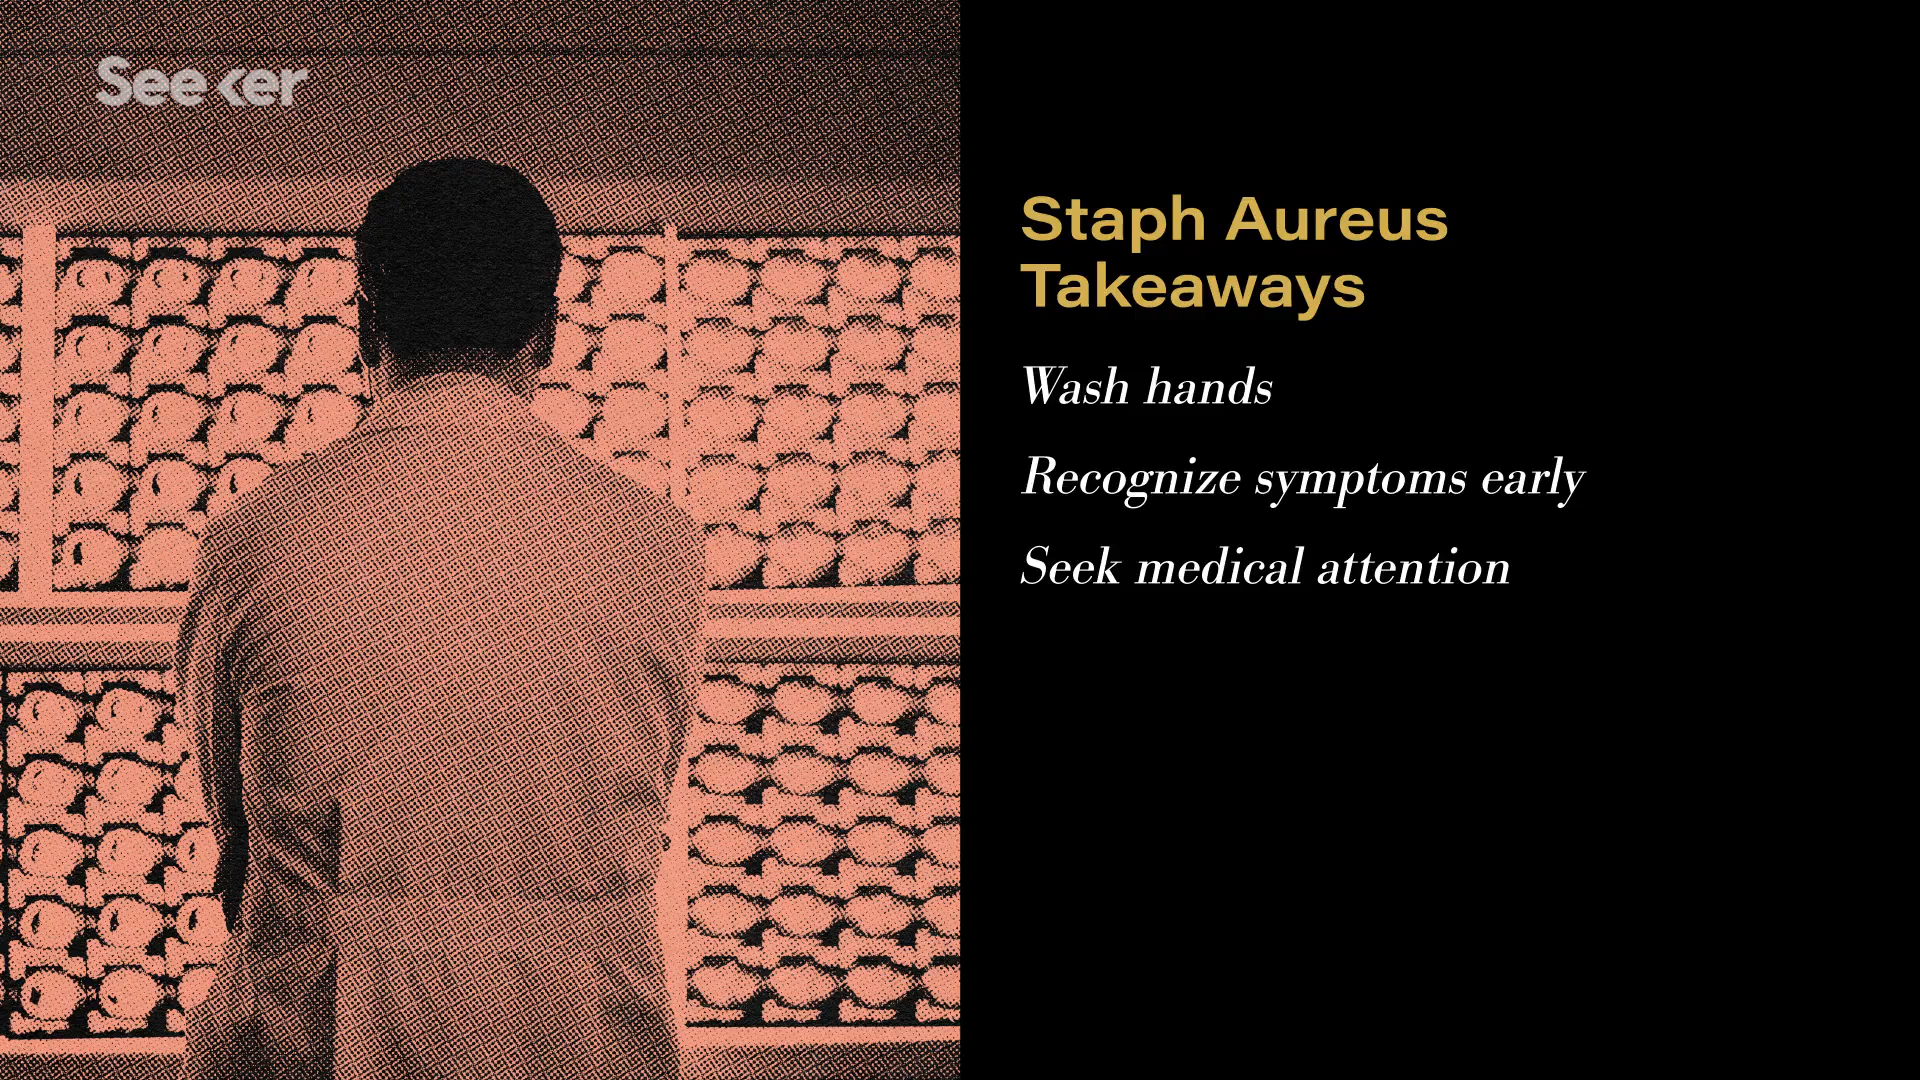 Seeker
Staph Aureus
Takeaways
Wash hands
Recognize symptoms early
Seek medical attention